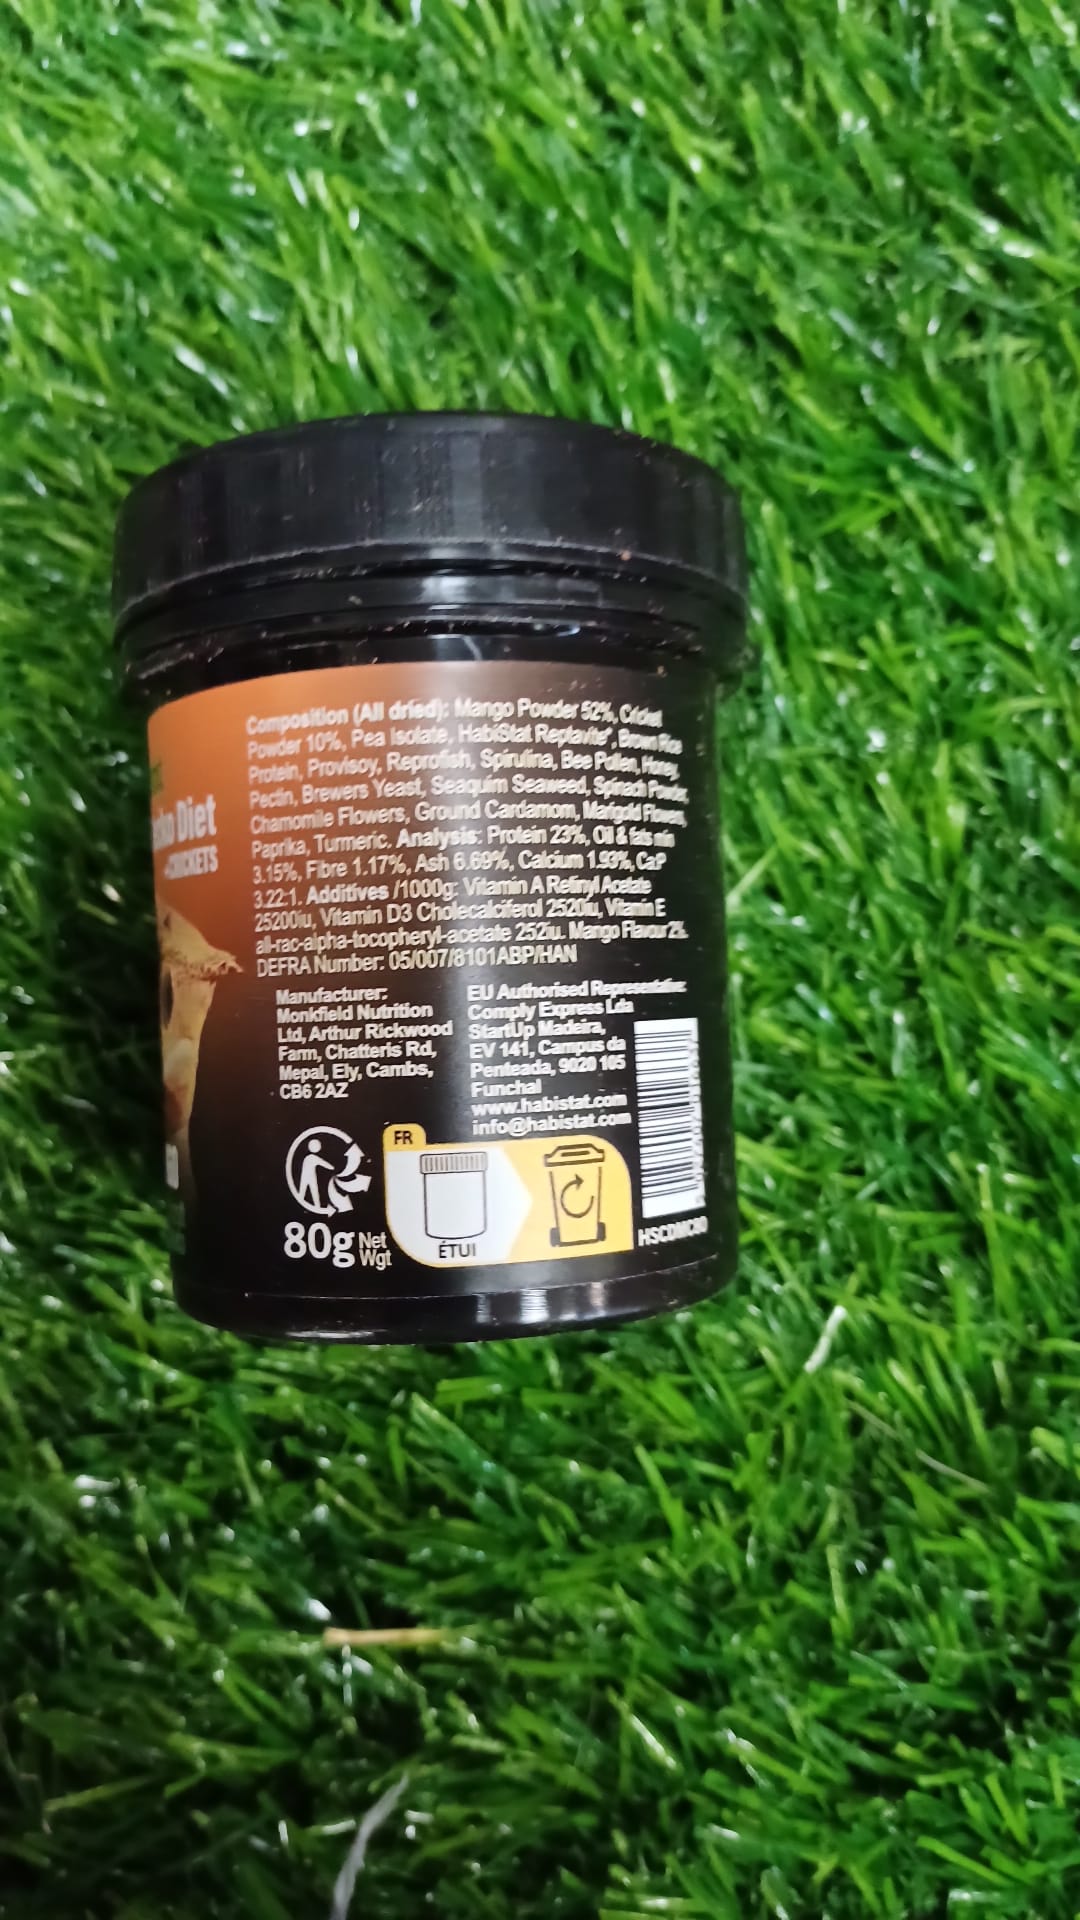 Diet
CRICKETS
Composition (All dried): Mango Powder 52%, Cricket
Powder 10%, Pea Isolate, HabiStat Replavite*, Brown Rice
Protein, Provisoy, Reprofish, Spirulina, Bee Pollen, Honey,
Pectin, Brewers Yeast, Seaquim Seaweed, Spinach Powder,
Chamomile Flowers, Ground Cardamom, Marigold Flowers,
Paprika, Turmeric. Analysis: Protein 23%, Oil & fats min
3.15%, Fibre 1.17%, Ash 6.69%, Calcium 1.93%, Ca:P
3.22:1. Additives /1000g: Vitamin A Retinyl Acetate
25200iu, Vitamin D3 Cholecalciferol 2520iu, Vitamin E
all-rac-alpha-tocopheryl-acetate 252iu. Mango Flavour 2%.
DEFRA Number: 05/007/8101ABP/HAN
Manufacturer:
Monkfield Nutrition
Ltd, Arthur Rickwood
Farm, Chatteris Rd,
Mepal, Ely, Cambs,
CB6 2AZ
EU Authorised Representative:
Comply Express Lda
StartUp Madeira,
EV 141, Campus da
Penteada, 9020 105
Funchal
www.habistat.com
info@habistat.com
FR
ÉTUI
80g Net Wgt
HSCDMC80